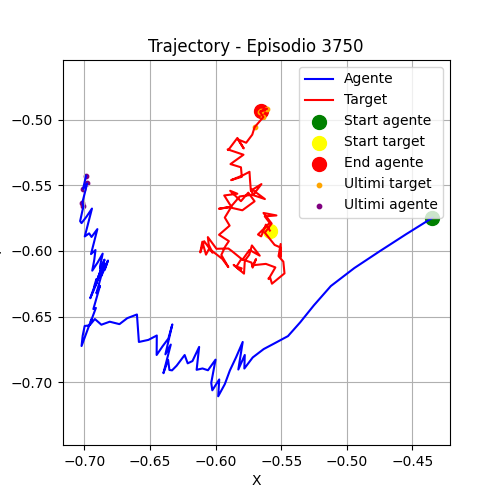 Trajectory - Episodio 3750
Agente
Target
Start agente
Start target
End agente
Ultimi target
Ultimi agente
−0.50
−0.55
−0.60
−0.65
−0.70
−0.70
−0.65
−0.60
−0.55
−0.50
−0.45
X